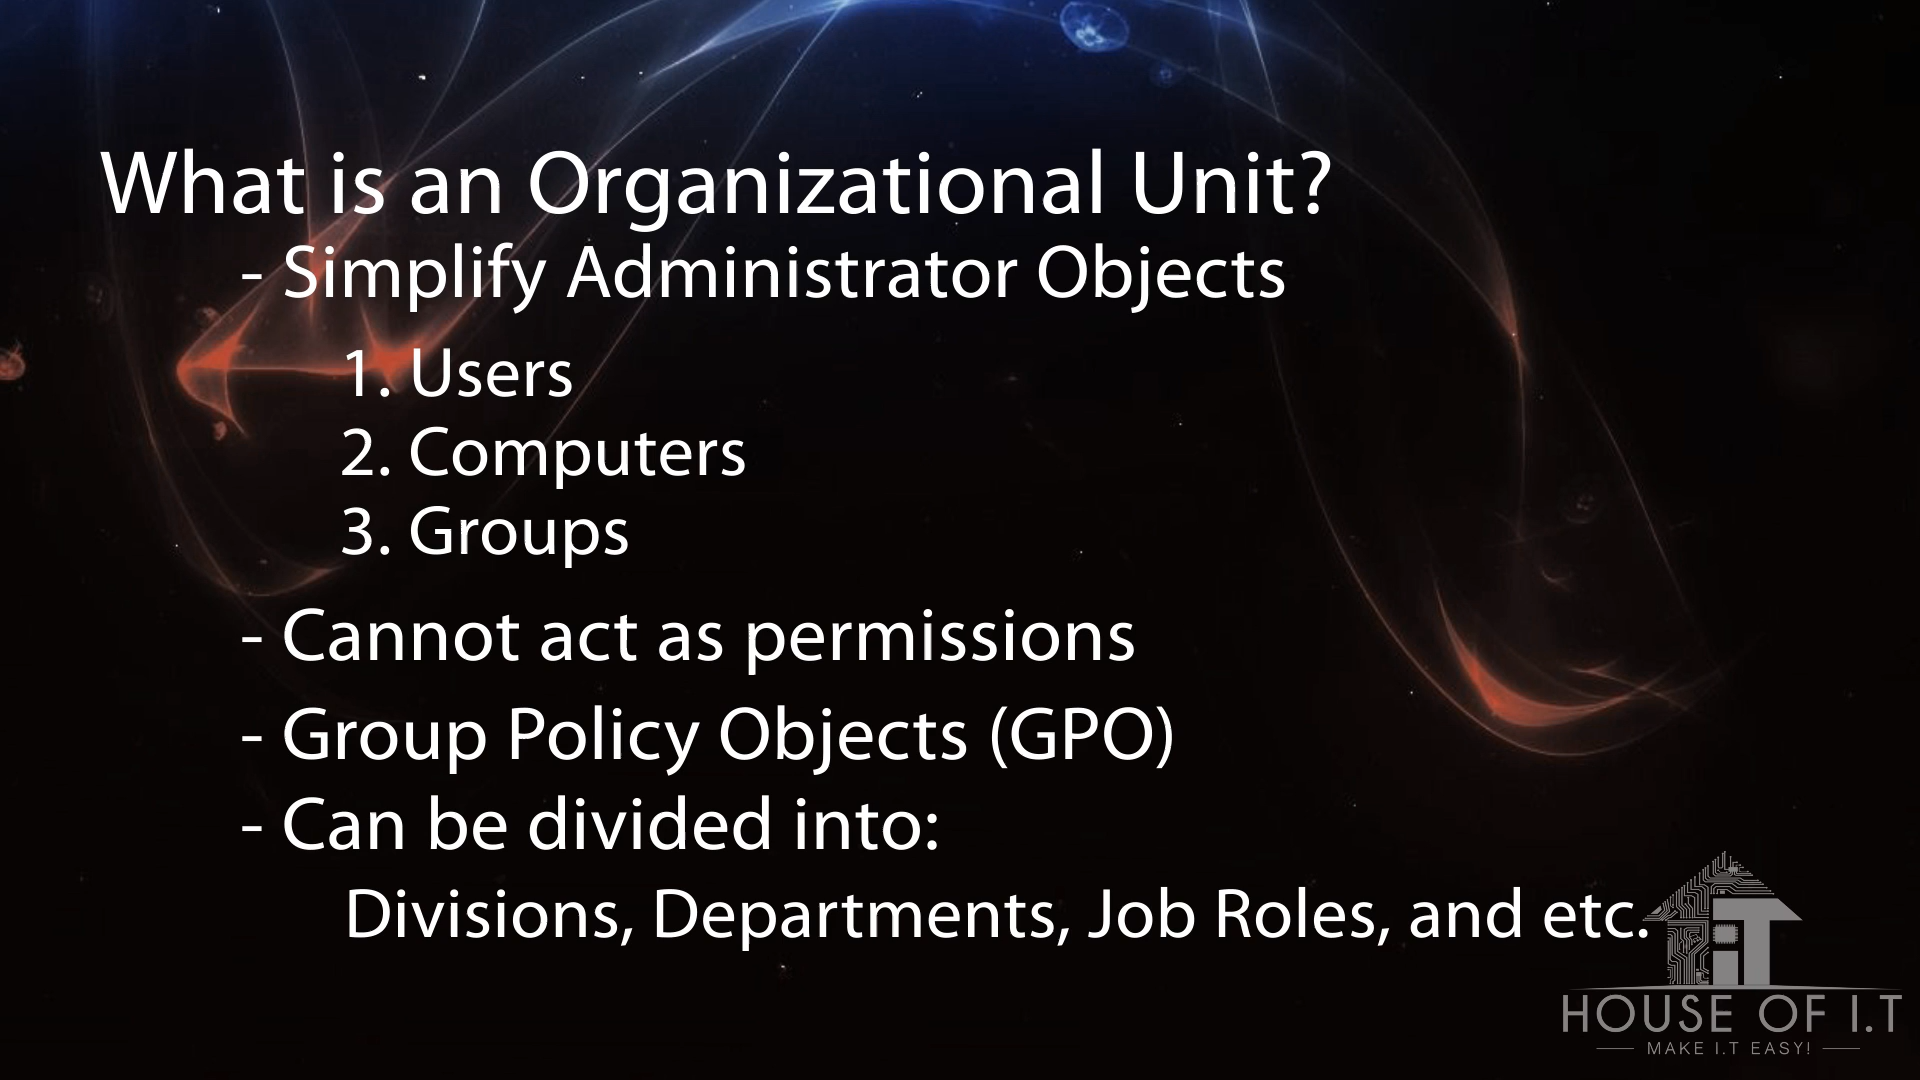 What is an Organizational Unit?
- Simplify Administrator Objects
1. Users
2. Computers
3. Groups
- Cannot act as permissions
- Group Policy Objects (GPO)
- Can be divided into:
Divisions, Departments, Job Roles, and etc.
iT
HOUSE OF I.T
MAKE I.T EASY!